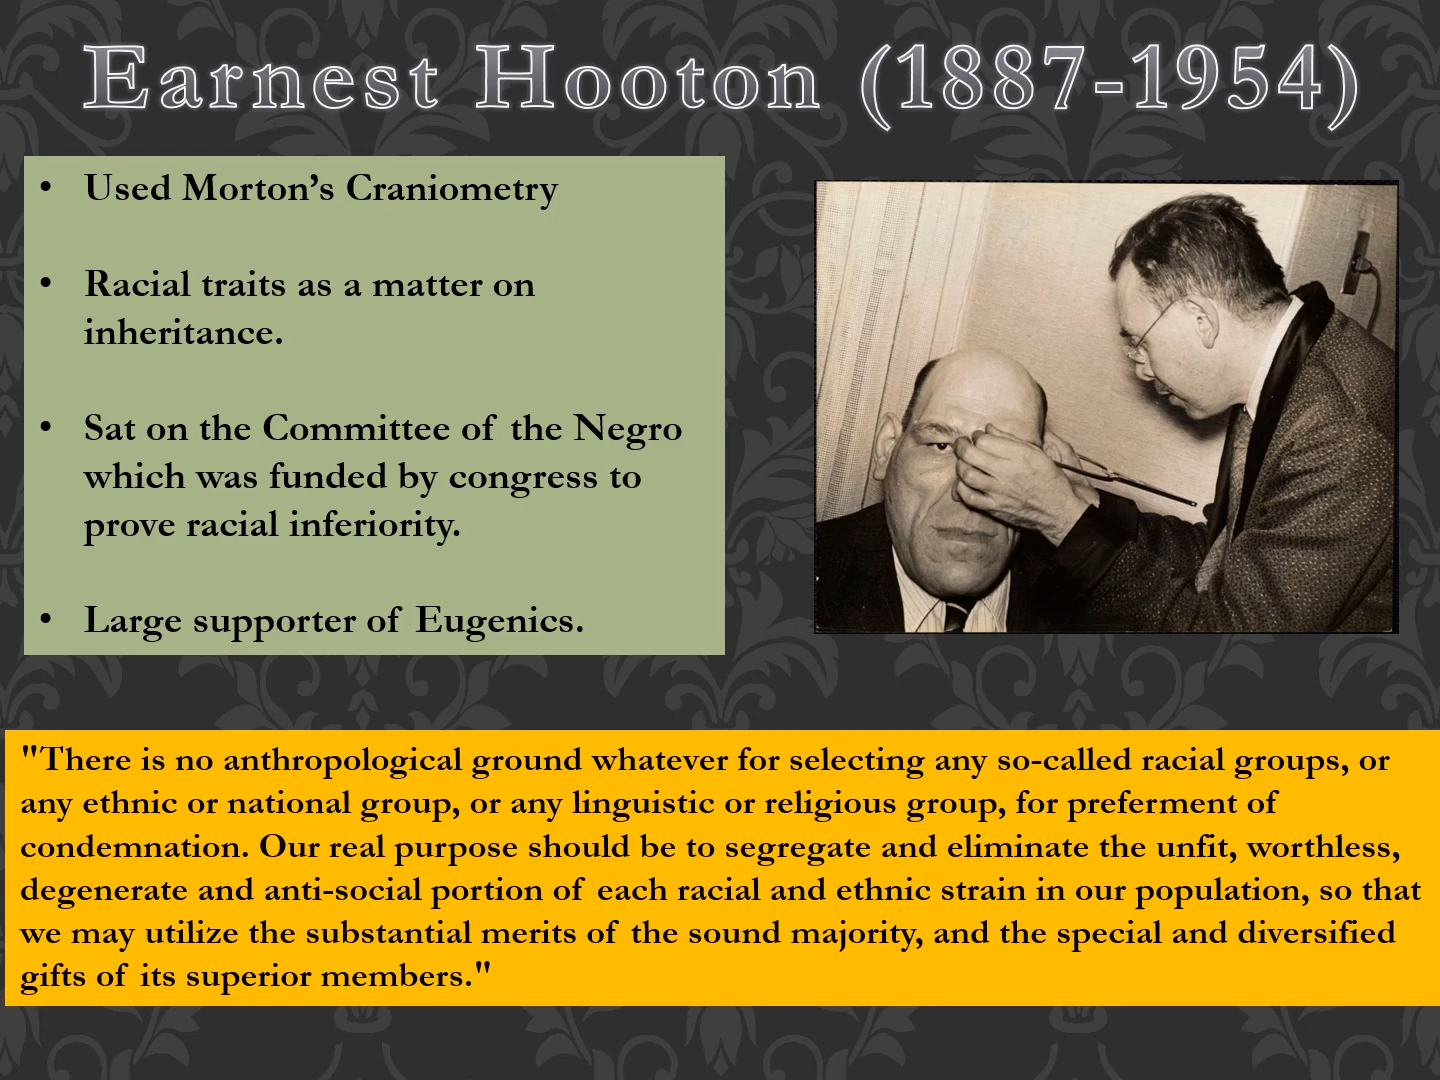 Earnest Hooton (1887-1954)
• Used Morton’s Craniometry
• Racial traits as a matter on
inheritance.
• Sat on the Committee of the Negro
which was funded by congress to
prove racial inferiority.
• Large supporter of Eugenics.
"There is no anthropological ground whatever for selecting any so-called racial groups, or
any ethnic or national group, or any linguistic or religious group, for preferment of
condemnation. Our real purpose should be to segregate and eliminate the unfit, worthless,
degenerate and anti-social portion of each racial and ethnic strain in our population, so that
we may utilize the substantial merits of the sound majority, and the special and diversified
gifts of its superior members."